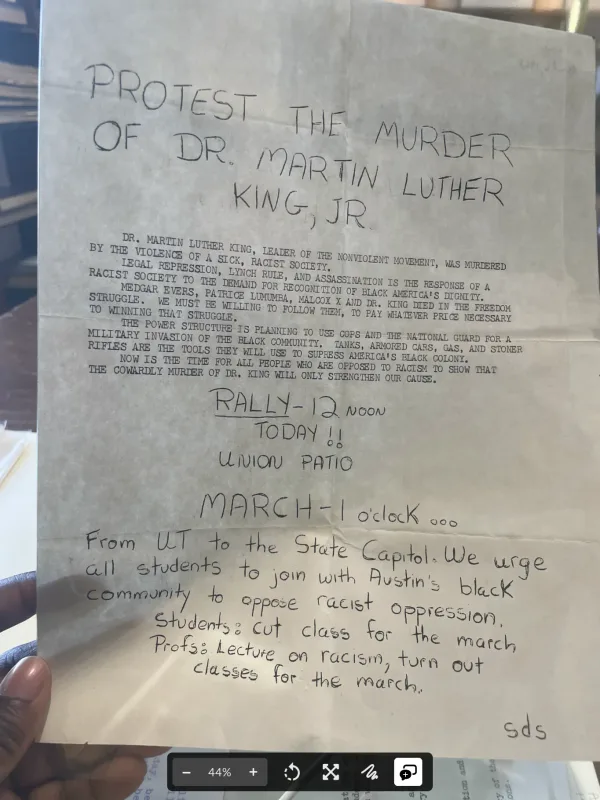 PROTEST THE MURDER
OF DR. MARTIN LUTHER
KING, JR.
DR. MARTIN LUTHER KING, LEADER OF THE NONVIOLENT MOVEMENT, WAS MURDERED
BY THE VIOLENCE OF A SICK, RACIST SOCIETY.
LEGAL REPRESSION, LYNCH RULE, AND ASSASSINATION IS THE RESPONSE OF A
RACIST SOCIETY TO THE DEMAND FOR RECOGNITION OF BLACK AMERICA'S DIGNITY.
MEDGAR EVERS, PATRICE LUMUMBA, MALCOX X AND DR. KING DIED IN THE FREEDOM
STRUGGLE. WE MUST BE WILLING TO FOLLOW THEM, TO PAY WHATEVER PRICE NECESSARY
TO WINNING THAT STRUGGLE.
THE POWER STRUCTURE IS PLANNING TO USE COPS AND THE NATIONAL GUARD FOR A
MILITARY INVASION OF THE BLACK COMMUNITY. TANKS, ARMORED CARS, GAS, AND STONER
RIFLES ARE THE TOOLS THEY WILL USE TO SUPRESS AMERICA'S BLACK COLONY.
NOW IS THE TIME FOR ALL PEOPLE WHO ARE OPPOSED TO RACISM TO SHOW THAT
THE COWARDLY MURDER OF DR. KING WILL ONLY STRENGTHEN OUR CAUSE.
RALLY-12 NOON
TODAY!!
UNION PATIO
MARCH-1 o'clock ...
From UT to the State Capitol. We urge
all students to join with Austin's black
community to oppose racist oppression.
Students: cut class for the march
Profs: Lecture on racism, turn out
classes for the march.
sds
44%